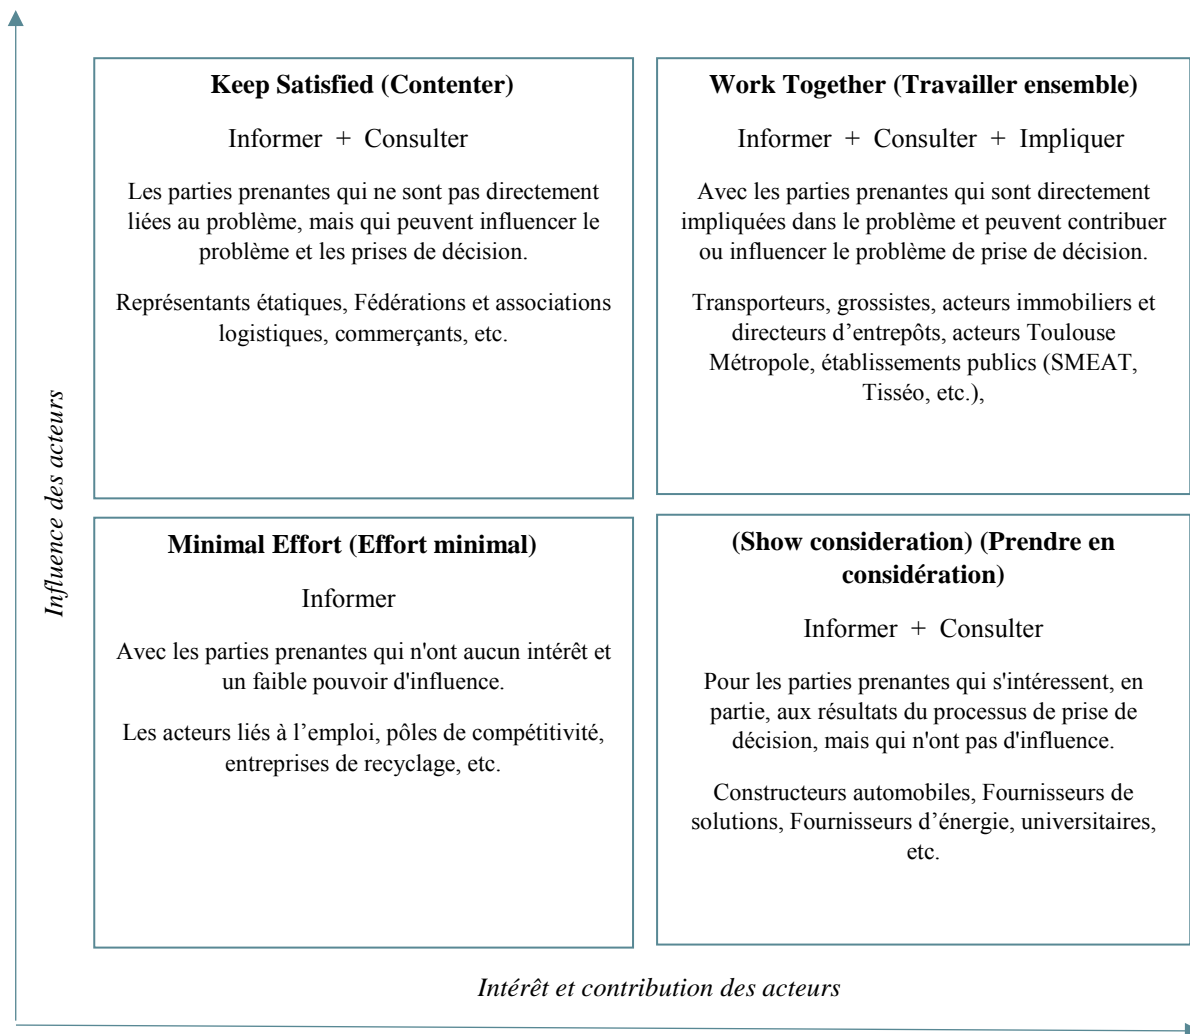 Keep Satisfied (Contenter)
Informer + Consulter
Les parties prenantes qui ne sont pas directement
liées au problème, mais qui peuvent influencer le
problème et les prises de décision.
Représentants étatiques, Fédérations et associations
logistiques, commerçants, etc.
Work Together (Travailler ensemble)
Informer + Consulter + Impliquer
Avec les parties prenantes qui sont directement
impliquées dans le problème et peuvent contribuer
ou influencer le problème de prise de décision.
Transporteurs, grossistes, acteurs immobiliers et
directeurs d’entrepôts, acteurs Toulouse
Métropole, établissements publics (SMEAT,
Tisséo, etc.),
Influence des acteurs
Minimal Effort (Effort minimal)
Informer
Avec les parties prenantes qui n'ont aucun intérêt et
un faible pouvoir d'influence.
Les acteurs liés à l’emploi, pôles de compétitivité,
entreprises de recyclage, etc.
(Show consideration) (Prendre en
considération)
Informer + Consulter
Pour les parties prenantes qui s'intéressent, en
partie, aux résultats du processus de prise de
décision, mais qui n'ont pas d'influence.
Constructeurs automobiles, Fournisseurs de
solutions, Fournisseurs d’énergie, universitaires,
etc.
Intérêt et contribution des acteurs